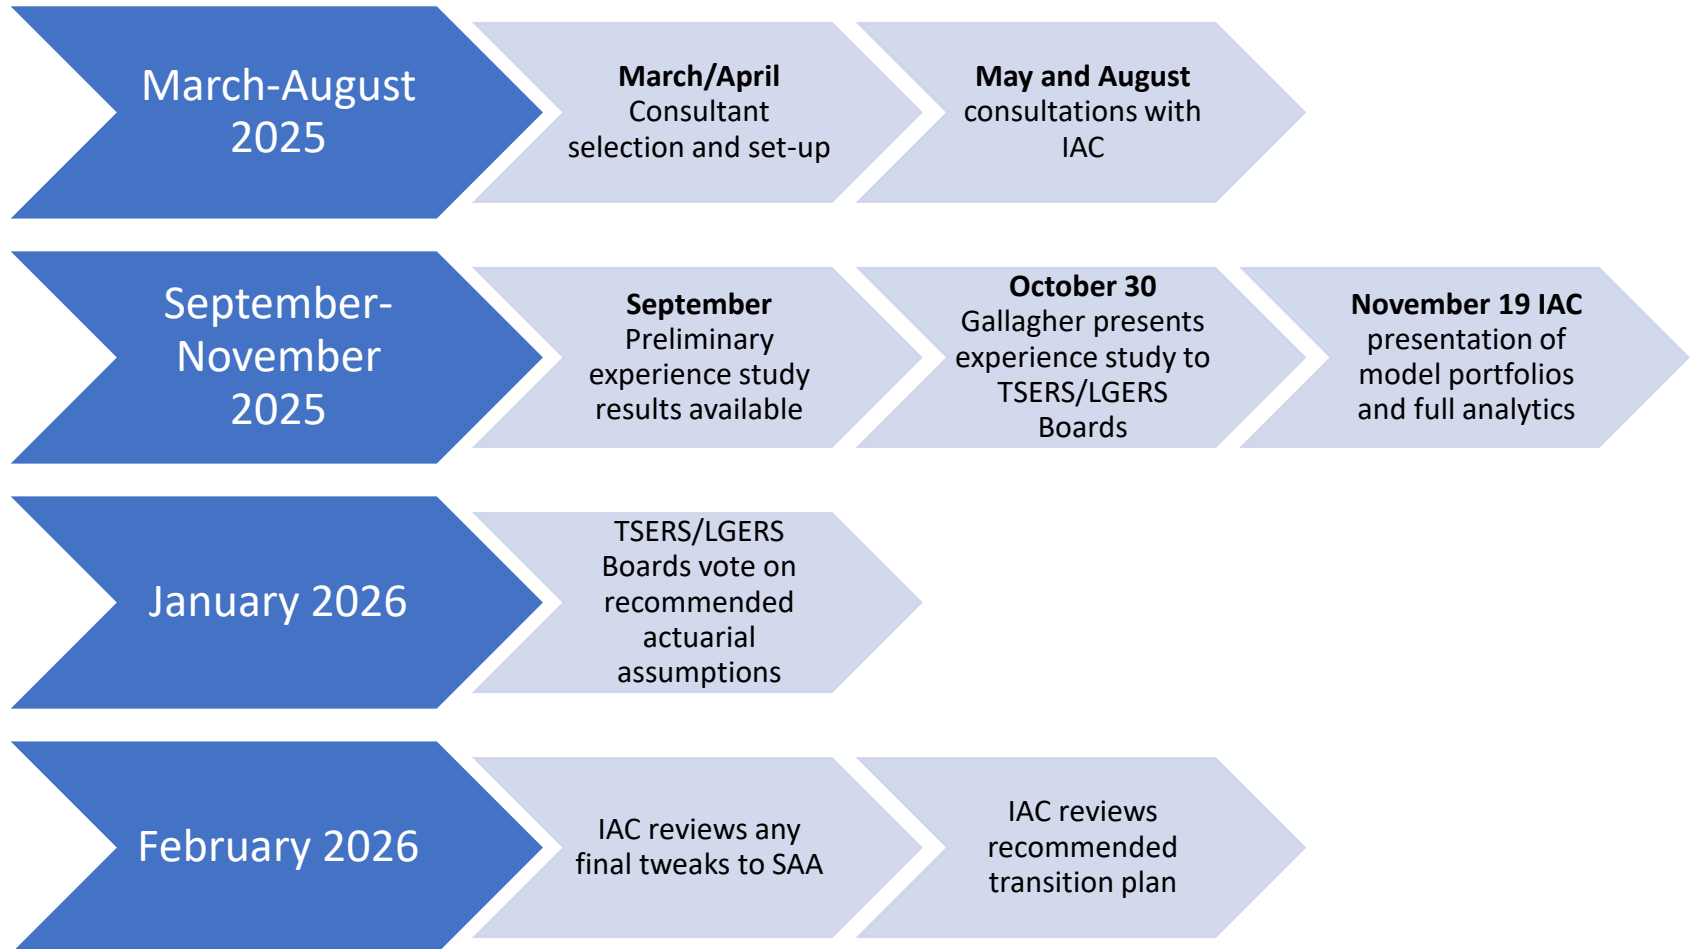 March-August
2025
March/April
Consultant
selection and set-up
May and August
consultations with
IAC
September-
November
2025
September
Preliminary
experience study
results available
October 30
Gallagher presents
experience study to
TSERS/LGERS
Boards
November 19 IAC
presentation of
model portfolios
and full analytics
January 2026
TSERS/LGERS
Boards vote on
recommended
actuarial
assumptions
February 2026
IAC reviews any
final tweaks to SAA
IAC reviews
recommended
transition plan